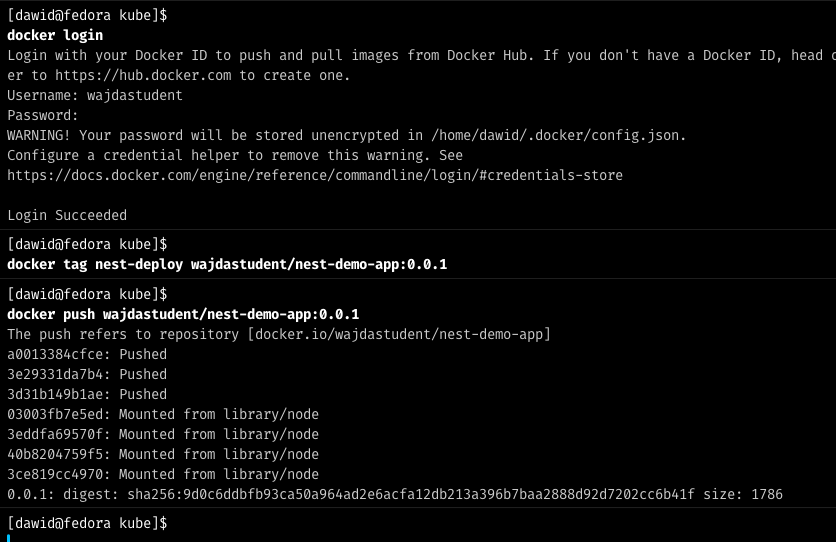 [dawid@fedora kube]$
docker login
Login with your Docker ID to push and pull images from Docker Hub. If you don't have a Docker ID, head o
er to https://hub.docker.com to create one.
Username: wajdastudent
Password:
WARNING! Your password will be stored unencrypted in /home/dawid/.docker/config.json.
Configure a credential helper to remove this warning. See
https://docs.docker.com/engine/reference/commandline/login/#credentials-store
Login Succeeded
[dawid@fedora kube]$
docker tag nest-deploy wajdastudent/nest-demo-app:0.0.1
[dawid@fedora kube]$
docker push wajdastudent/nest-demo-app:0.0.1
The push refers to repository [docker.io/wajdastudent/nest-demo-app]
a0013384cfce: Pushed
3e29331da7b4: Pushed
3d31b149b1ae: Pushed
03003fb7e5ed: Mounted from library/node
3eddfa69570f: Mounted from library/node
40b8204759f5: Mounted from library/node
3ce819cc4970: Mounted from library/node
0.0.1: digest: sha256:9d0c6ddbfb93ca50a964ad2e6acfa12db213a396b7baa2888d92d7202cc6b41f size: 1786
[dawid@fedora kube]$